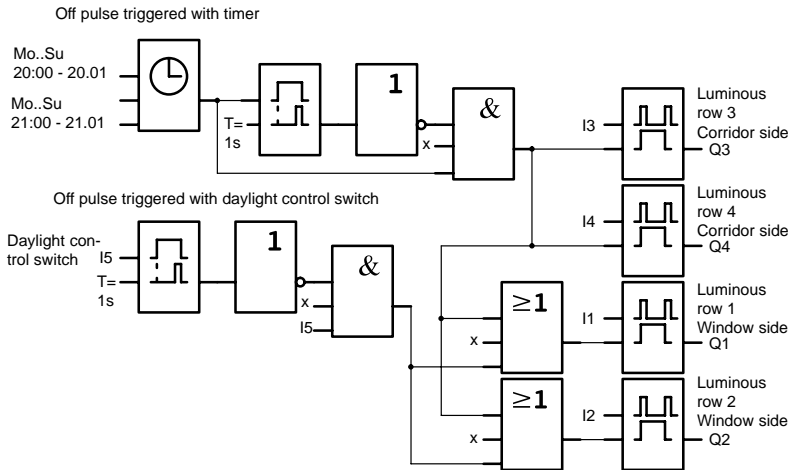 Off pulse triggered with timer
Mo..Su
20:00 - 20.01
Mo..Su
21:00 - 21.01
T=
1s
1
x
&
I3
Luminous
row 3
Corridor side
Q3
Off pulse triggered with daylight control switch
Daylight con-
trol switch
I5
T=
1s
1
x
I5
&
I4
Luminous
row 4
Corridor side
Q4
≥1
x
I1
Luminous
row 1
Window side
Q1
≥1
x
I2
Luminous
row 2
Window side
Q2